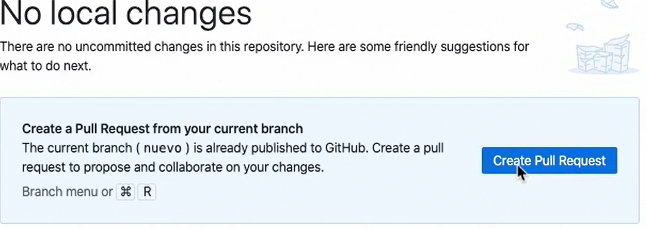 No local changes
There are no uncommitted changes in this repository. Here are some friendly suggestions for
what to do next.
Create a Pull Request from your current branch
The current branch ( nuevo ) is already published to GitHub. Create a pull
request to propose and collaborate on your changes.
Create Pull Request
Branch menu or ⌘ R